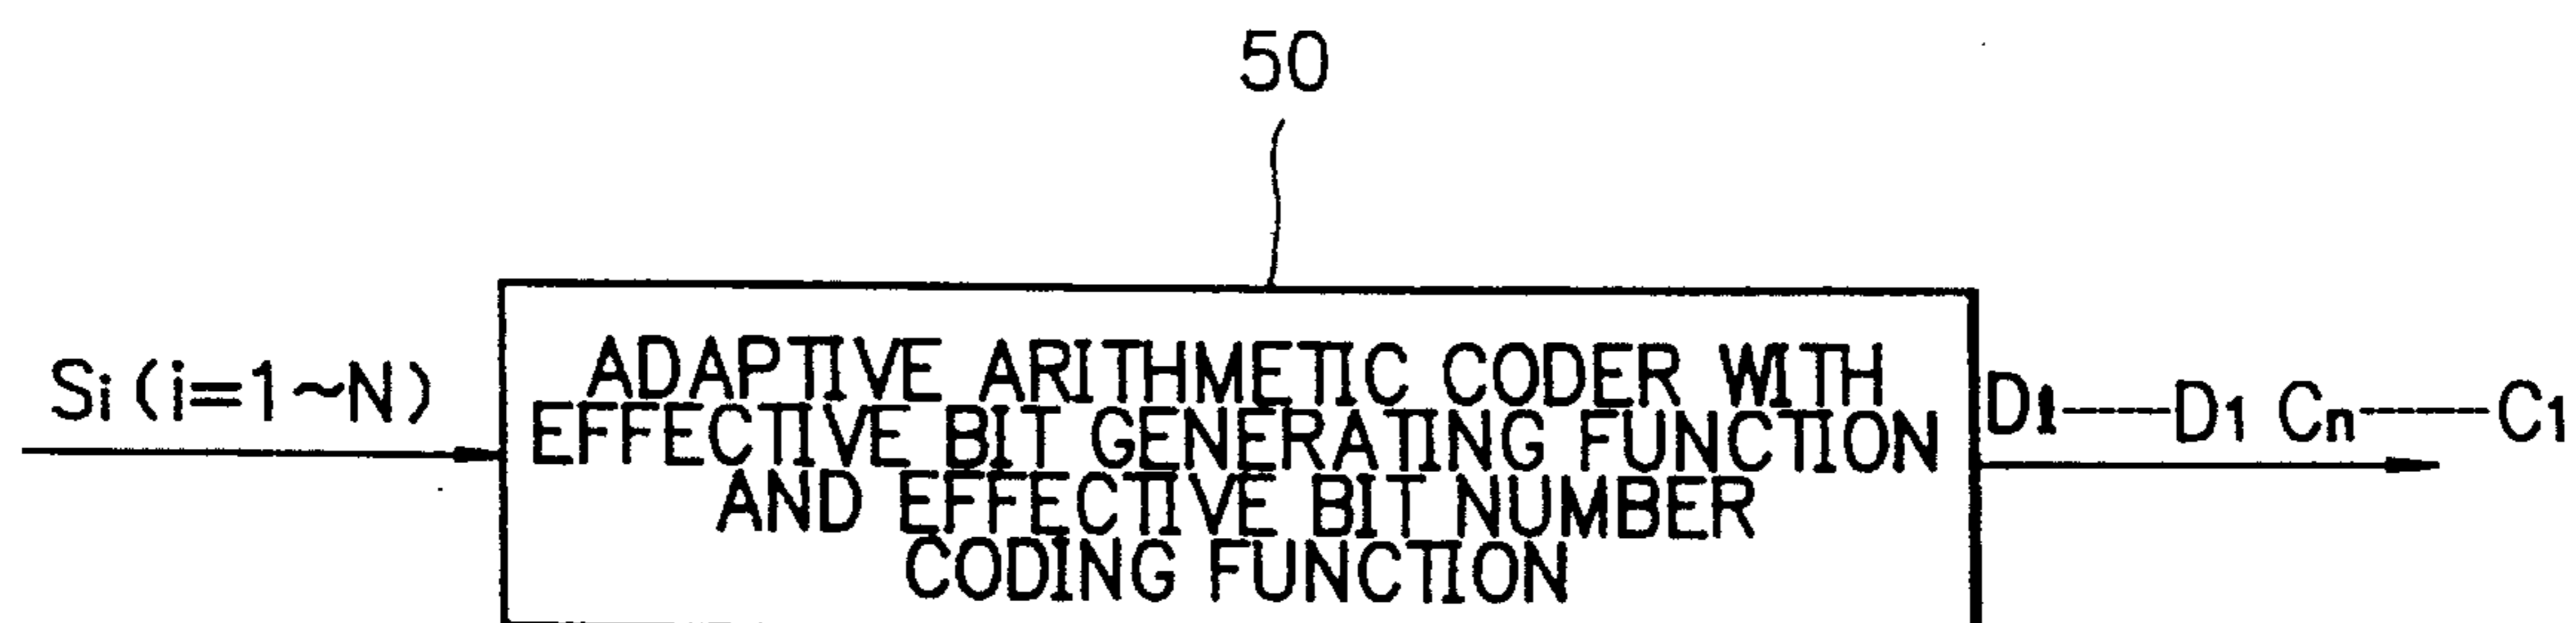 50
Si (i=1~N)
ADAPTIVE ARITHMETIC CODER WITH
EFFECTIVE BIT GENERATING FUNCTION
AND EFFECTIVE BIT NUMBER
CODING FUNCTION
Dl-----D1 Cn-----C1